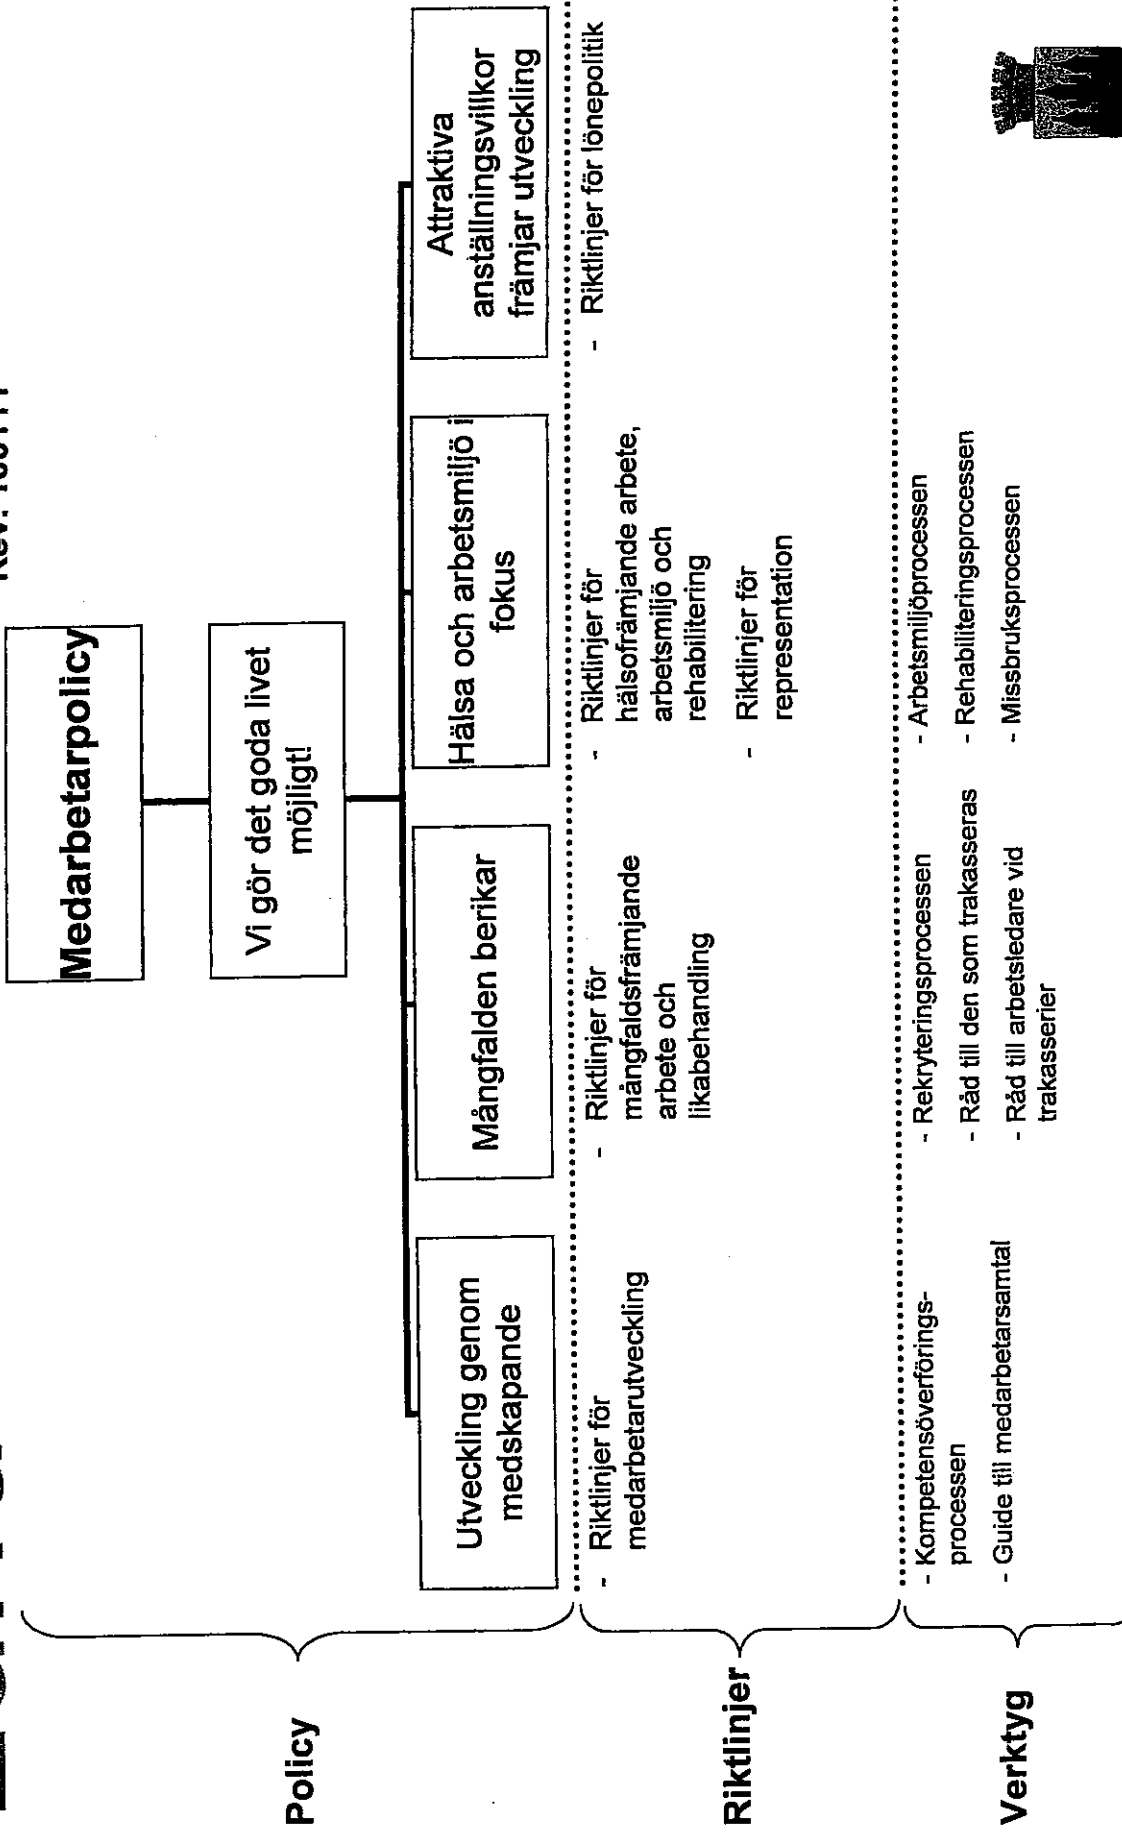 Medarbetarpolicy
Vi gör det goda livet
möjligt!
Policy
Utveckling genom
medskapande
Mångfalden berikar
Hälsa och arbetsmiljö i
fokus
Attraktiva
anställningsvillkor
främjar utveckling
Riktlinjer
- Riktlinjer för
medarbetarutveckling
- Riktlinjer för
mångfaldsfrämjande
arbete och
likabehandling
- Riktlinjer för
hälsofrämjande arbete,
arbetsmiljö och
rehabilitering
- Riktlinjer för
representation
- Riktlinjer för lönepolitik
Verktyg
- Kompetensöverförings-
processen
- Guide till medarbetarsamtal
- Rekryteringsprocessen
- Råd till den som trakasseras
- Råd till arbetsledare vid
trakasserier
- Arbetsmiljöprocessen
- Rehabiliteringsprocessen
- Missbruksprocessen